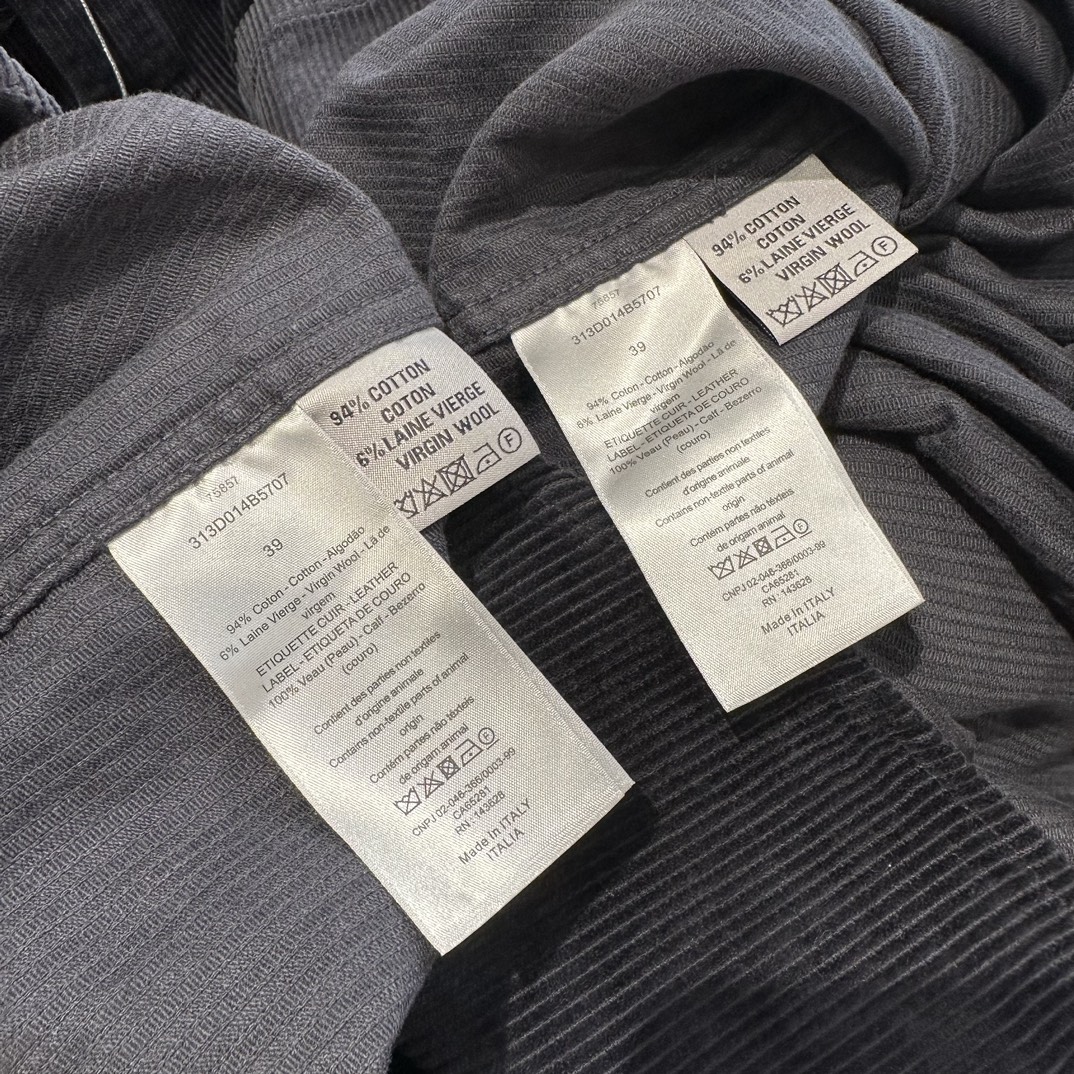 75857
313D014B5707
39
94% Coton - Cotton - Algodão
6% Laine Vierge - Virgin Wool - Lã de
virgem
ETIQUETTE CUIR - LEATHER
LABEL - ETIQUETA DE COURO
100% Veau (Peau) - Calf - Bezerro
(couro)
Contient des parties non textiles
d'origine animale
Contains non-textile parts of animal
origin
Contém partes não têxteis
de origam animal
CNPJ 02-046-366/0003-99
CA65281
RN : 143628
Made In ITALY
ITALIA
94% COTTON
COTON
6% LAINE VIERGE
VIRGIN WOOL
F
75857
313D014B5707
39
94% Coton - Cotton - Algodão
6% Laine Vierge - Virgin Wool - Lã de
virgem
ETIQUETTE CUIR - LEATHER
LABEL - ETIQUETA DE COURO
100% Veau (Peau) - Calf - Bezerro
(couro)
Contient des parties non textiles
d'origine animale
Contains non-textile parts of animal
origin
Contém partes não têxteis
de origam animal
CNPJ 02-046-366/0003-99
CA65281
RN : 143628
Made In ITALY
ITALIA
94% COTTON
COTON
6% LAINE VIERGE
VIRGIN WOOL
F